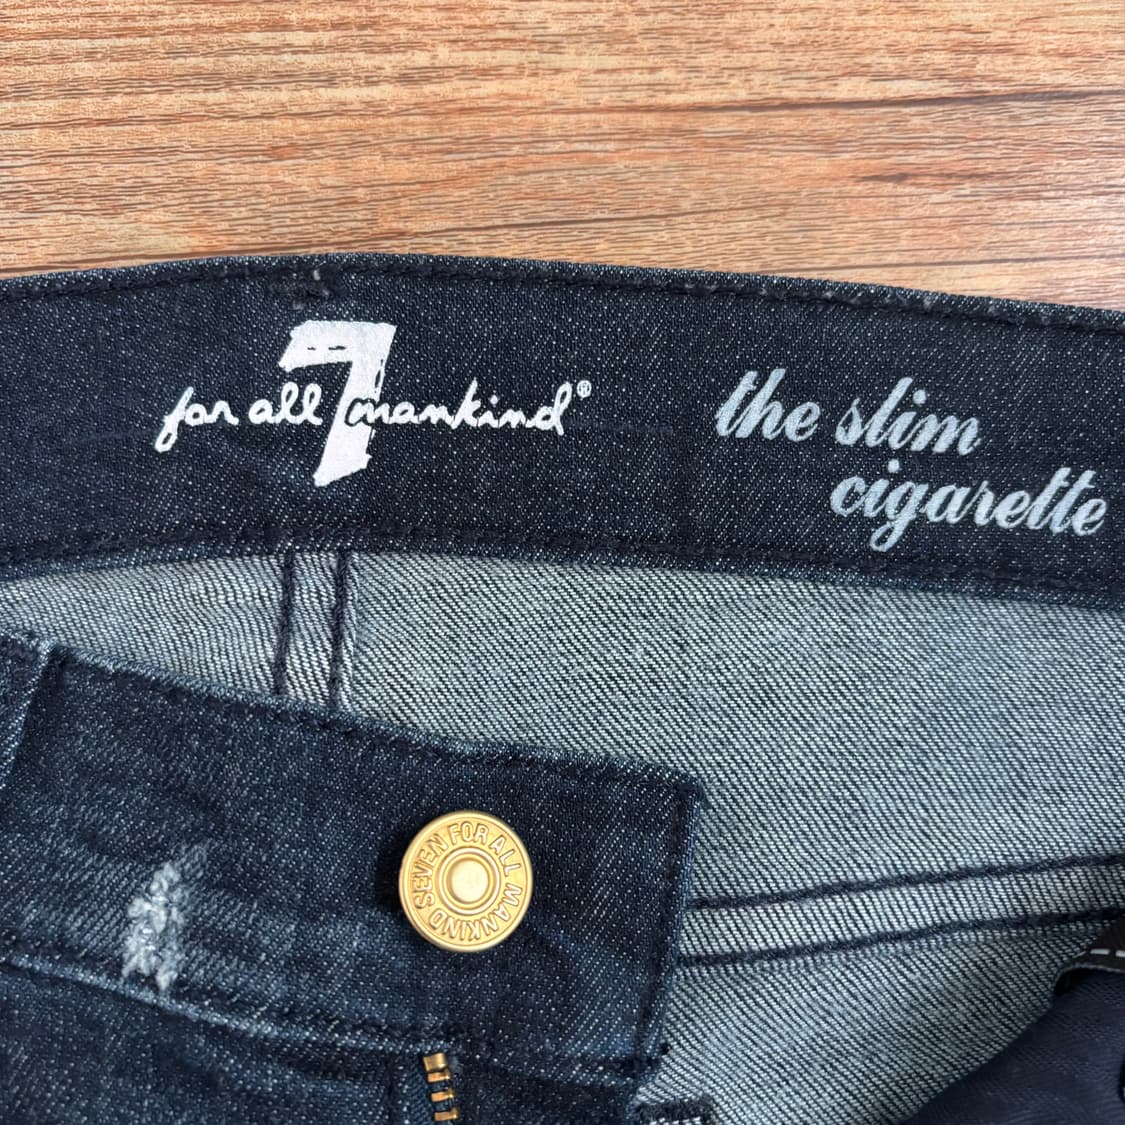 7
for all mankind®
the slim
cigarette
SEVEN FOR ALL MANKIND